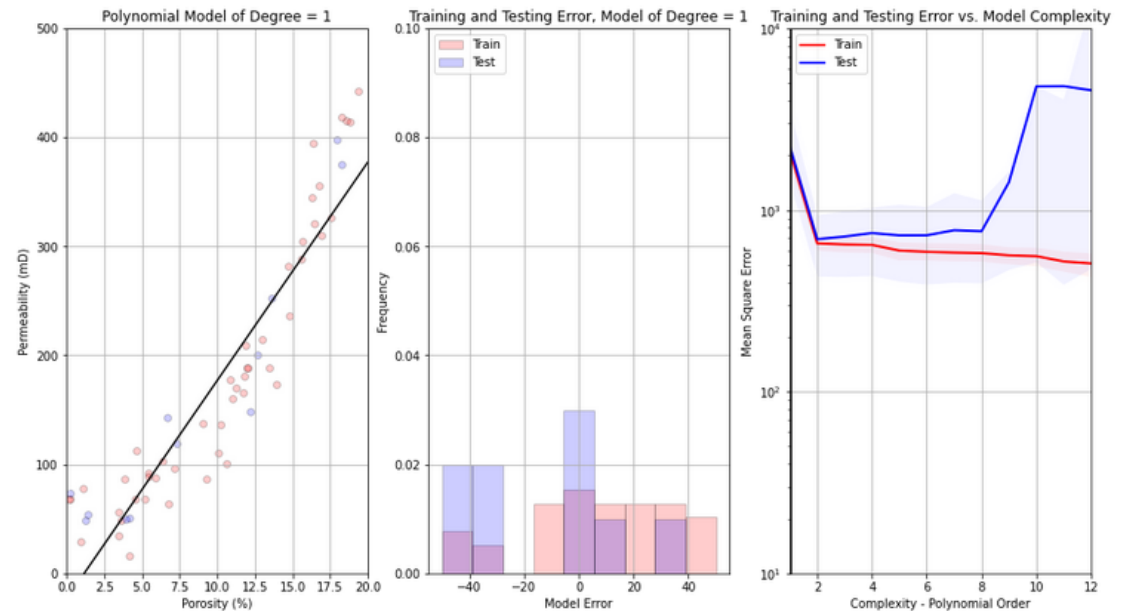 Polynomial Model of Degree = 1
500
400
300
200
100
0
Permeability (mD)
0.0 2.5 5.0 7.5 10.0 12.5 15.0 17.5 20.0
Porosity (%)
Training and Testing Error, Model of Degree = 1
Train
Test
0.10
0.08
0.06
0.04
0.02
0.00
Frequency
−40 −20 0 20 40
Model Error
Training and Testing Error vs. Model Complexity
Train
Test
10⁴
10³
10²
10¹
Mean Square Error
2 4 6 8 10 12
Complexity - Polynomial Order